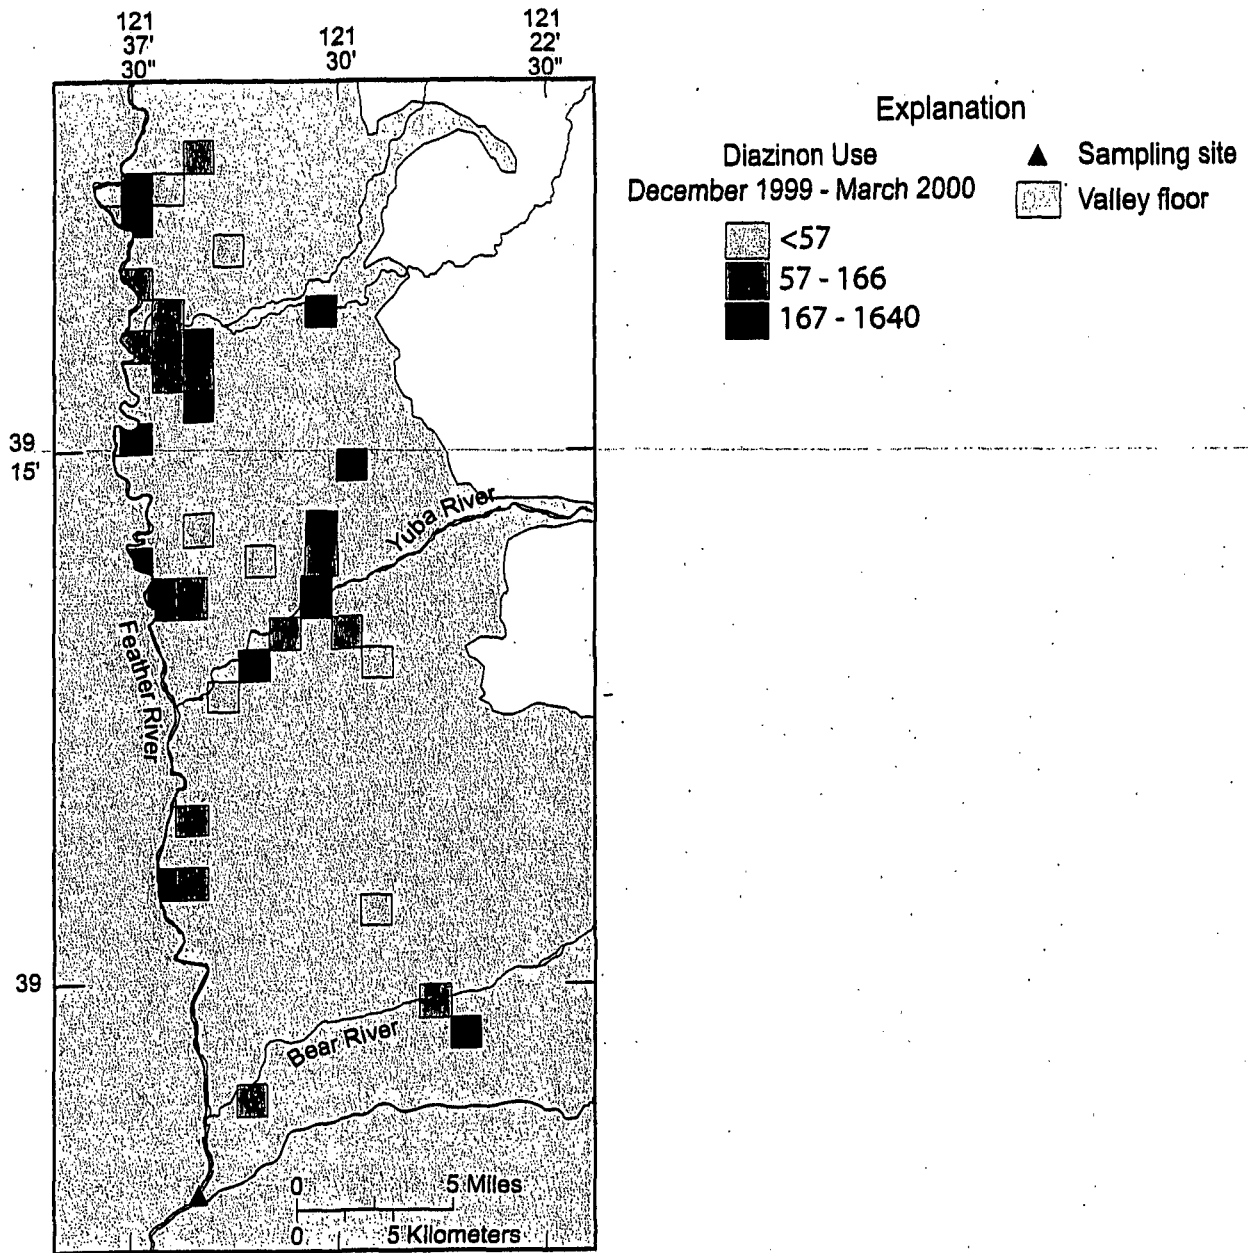 121
37'
30"
121
30'
121
22'
30"
39
15'
39
Yuba River
Feather River
Bear River
0 5 Miles
0 5 Kilometers
Explanation
Diazinon Use
December 1999 - March 2000
<57
57 - 166
167 - 1640
Sampling site
Valley floor